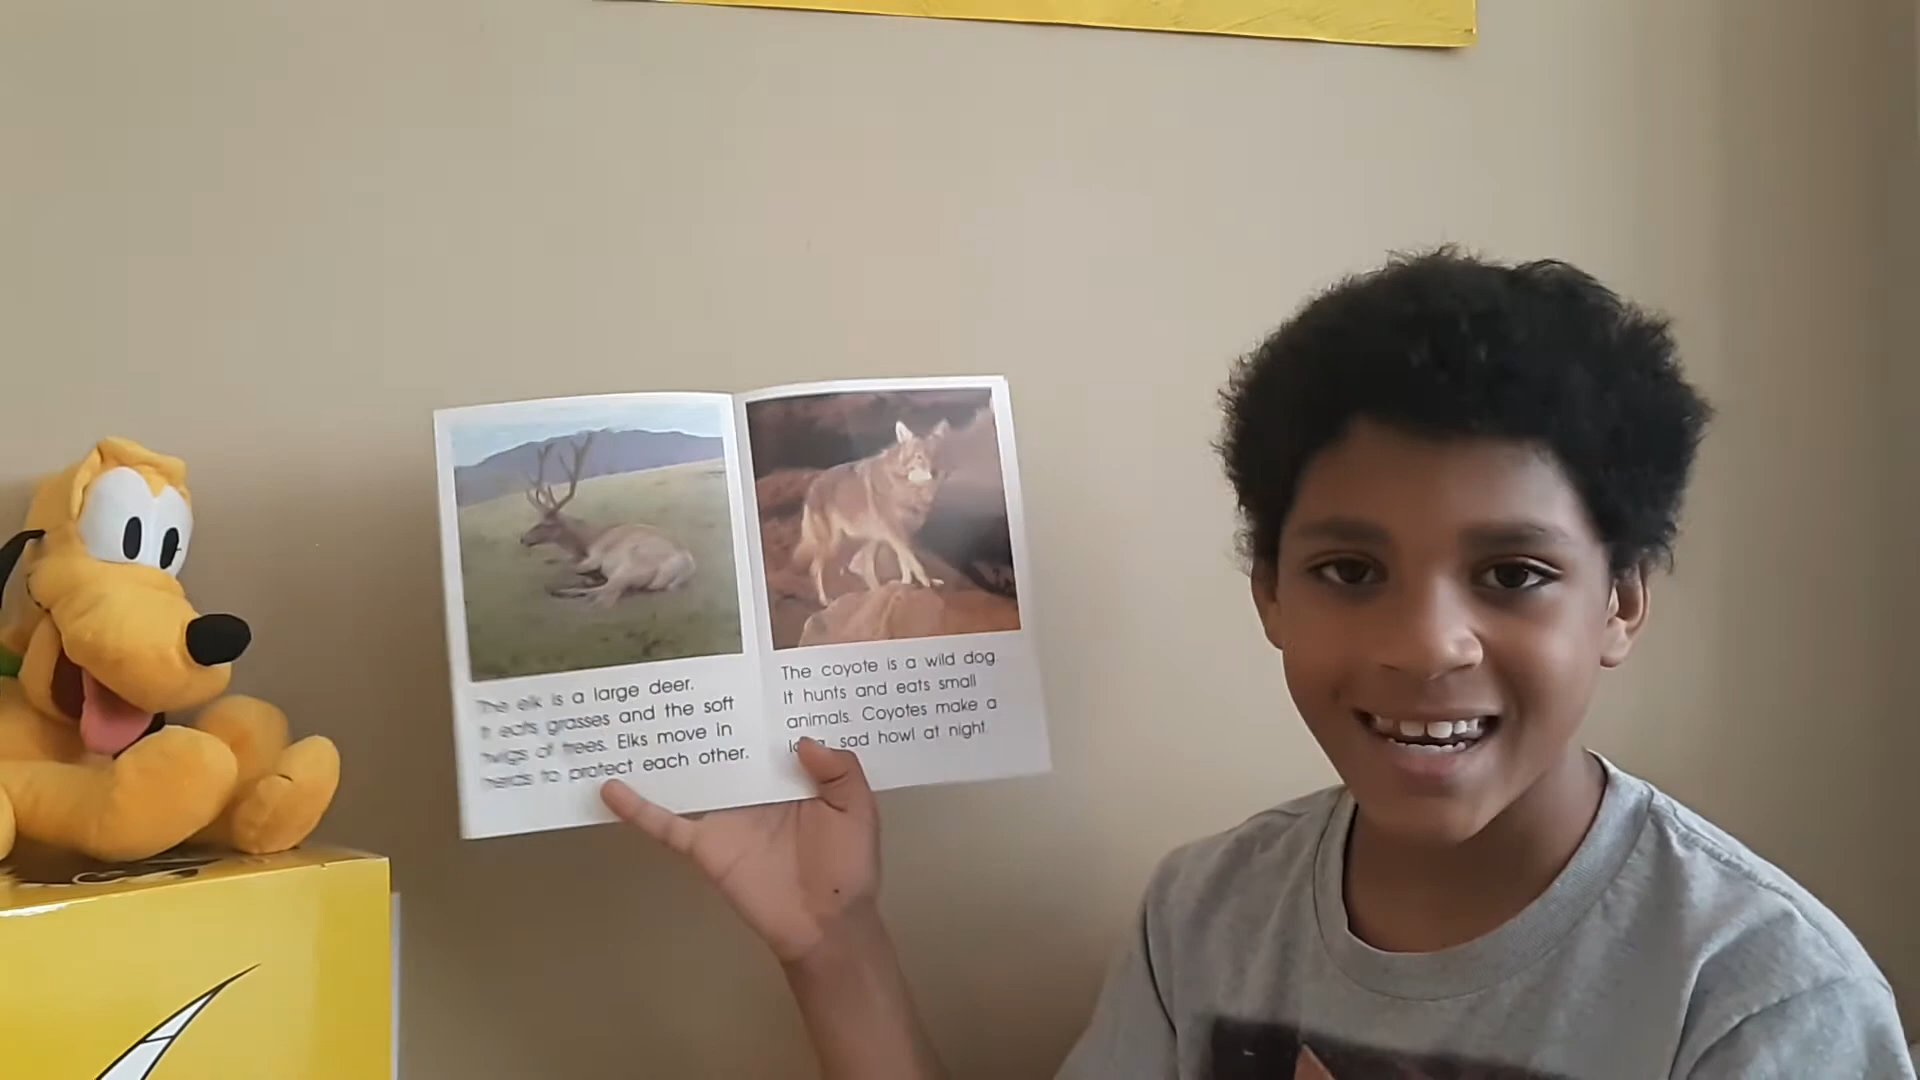 The elk is a large deer.
It eats grasses and the soft
twigs of trees. Elks move in
herds to protect each other.
The coyote is a wild dog.
It hunts and eats small
animals. Coyotes make a
sad howl at night.